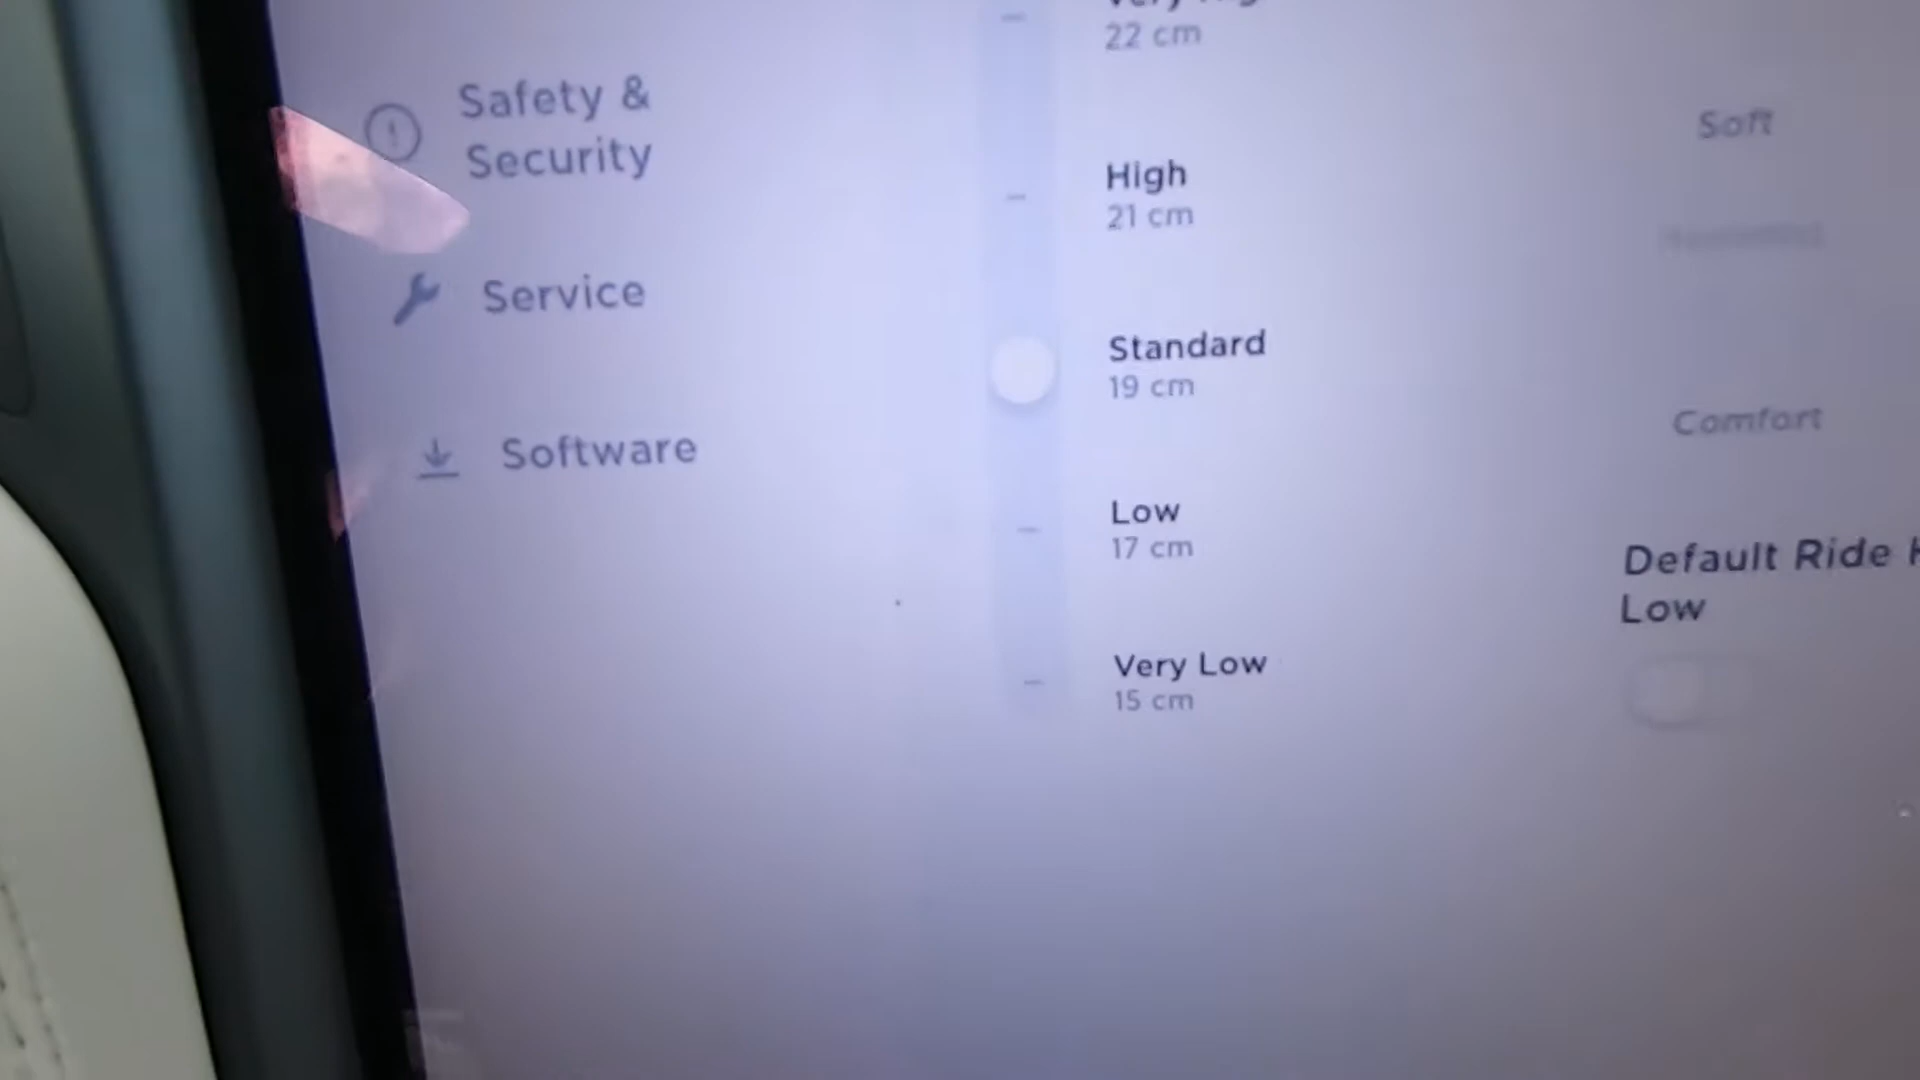 Safety &
Security
Service
Software
22 cm
High
21 cm
Standard
19 cm
Low
17 cm
Very Low
15 cm
Soft
Comfort
Default Ride
Low